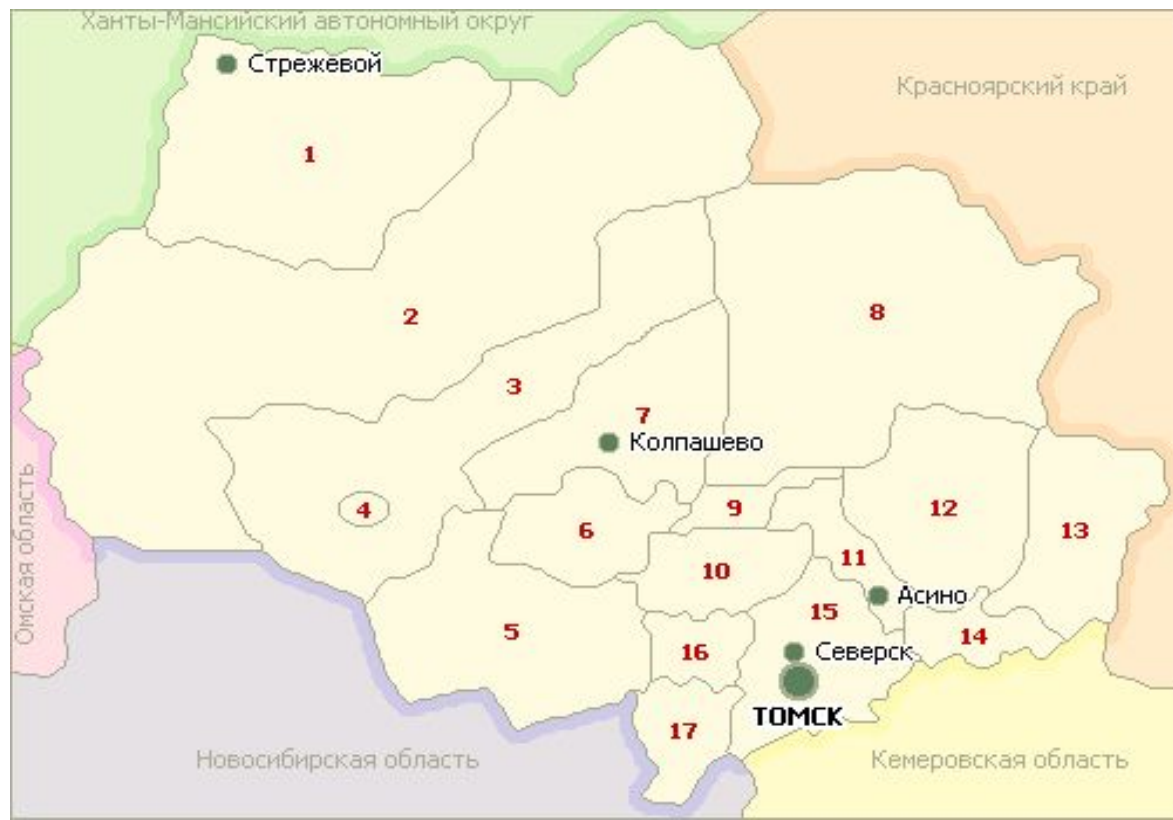 Ханты-Мансийский автономный округ
Стрежевой
Красноярский край
1
2
8
3
7
Колпашево
4
9
12
6
13
11
10
Асино
15
5
14
16
Северск
ТОМСК
17
Омская область
Новосибирская область
Кемеровская область